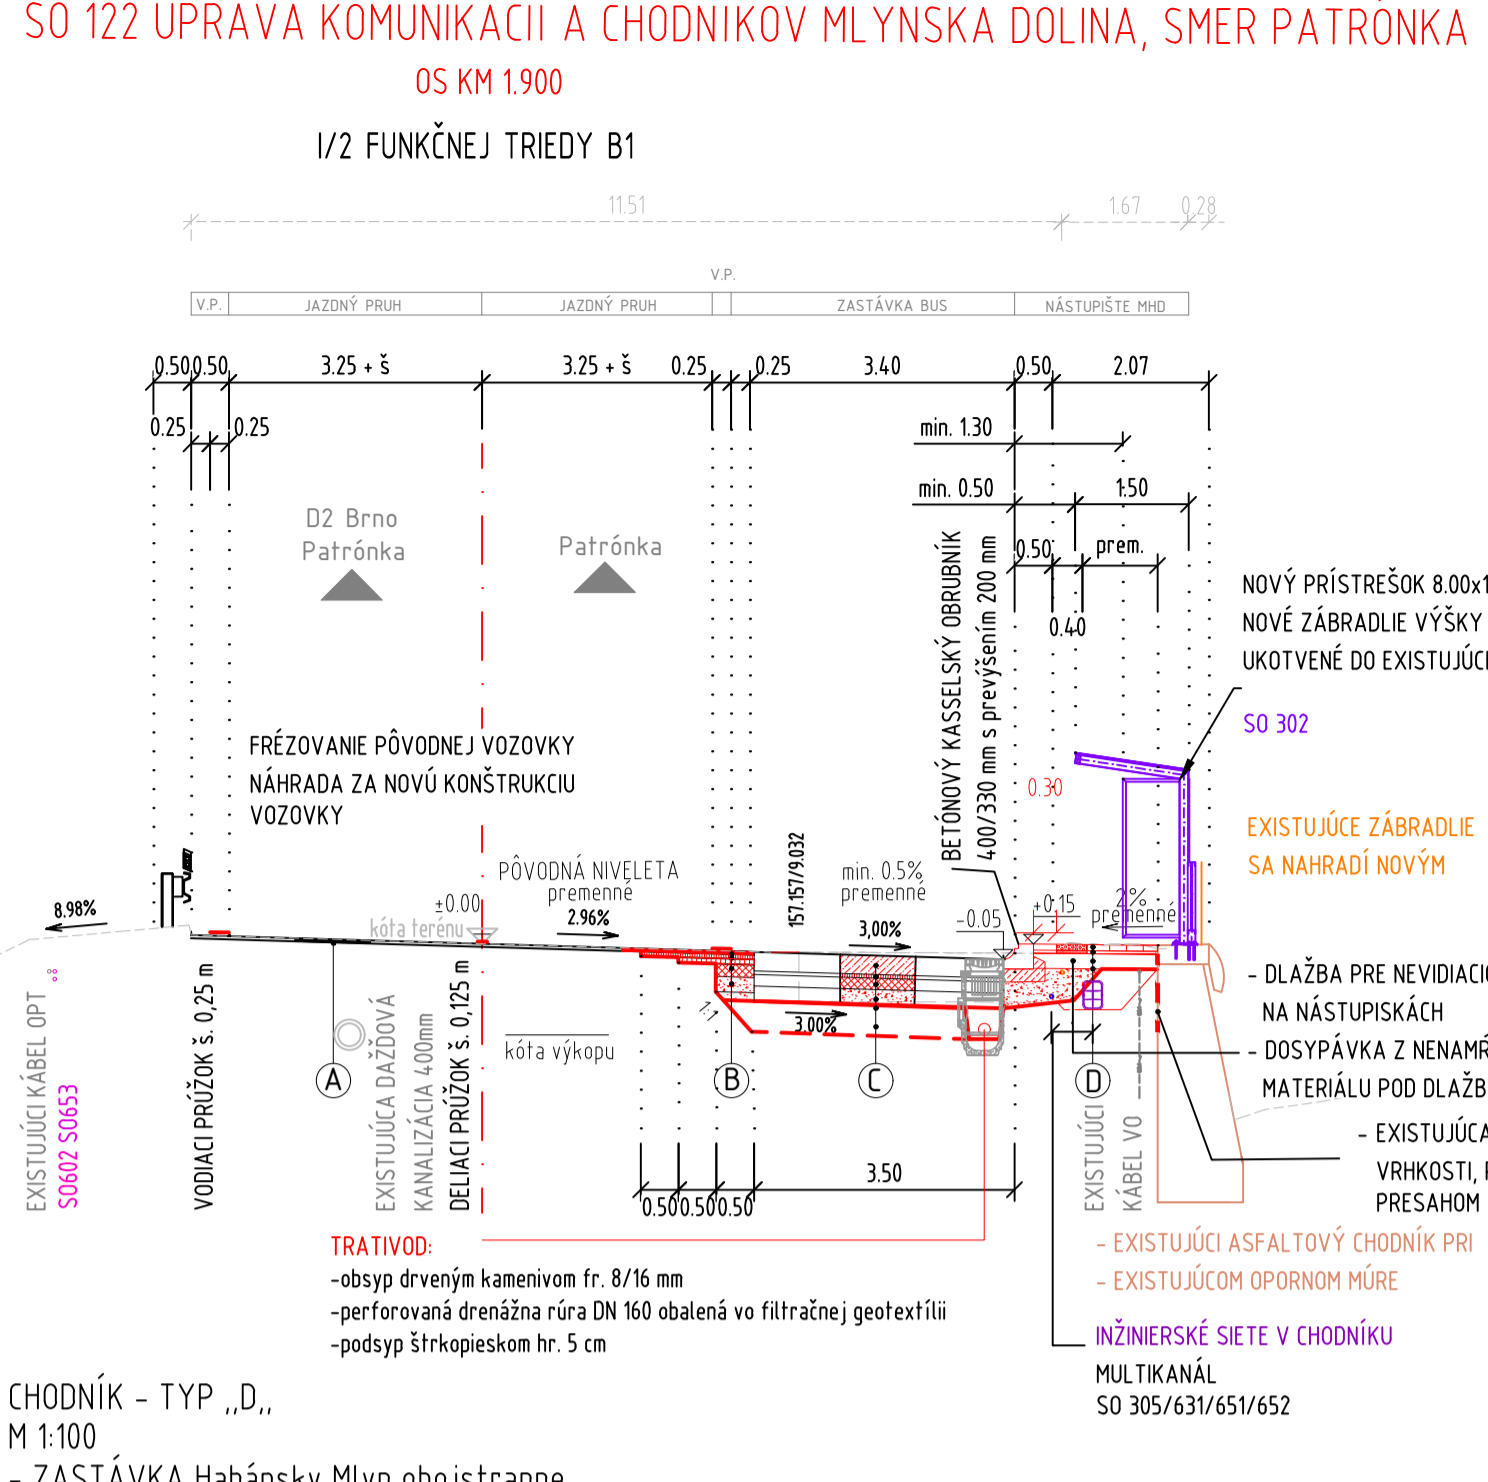 SO 122 ÚPRAVA KOMUNIKÁCIÍ A CHODNÍKOV MLYNSKÁ DOLINA, SMER PATRÓNKA
OS KM 1.900
I/2 FUNKČNEJ TRIEDY B1
11.51
1.67
0.28
V.P.
V.P.
JAZDNÝ PRUH
JAZDNÝ PRUH
ZASTÁVKA BUS
NÁSTUPIŠTE MHD
0.50
0.50
3.25 + š
3.25 + š
0.25
0.25
3.40
0.50
2.07
0.25
0.25
min. 1.30
min. 0.50
1.50
0.50
prem.
0.40
D2 Brno
Patrónka
Patrónka
BETÓNOVÝ KASSELSKÝ OBRUBNÍK
400/330 mm s prevýšením 200 mm
NOVÝ PRÍSTREŠOK 8.00x1
NOVÉ ZÁBRADLIE VÝŠKY
UKOTVENÉ DO EXISTUJÚCE
SO 302
FRÉZOVANIE PÔVODNEJ VOZOVKY
NÁHRADA ZA NOVÚ KONŠTRUKCIU
VOZOVKY
0.30
EXISTUJÚCE ZÁBRADLIE
SA NAHRADÍ NOVÝM
157.157/9.032
PÔVODNÁ NIVELETA
premenné
2.96%
min. 0.5%
premenné
3,00%
8.98%
kóta terénu
±0.00
-0.05
+0.15
2%
premenné
3.00%
1:1
kóta výkopu
EXISTUJÚCI KÁBEL OPT
SO602 SO653
VODIACI PRÚŽOK š. 0,25 m
EXISTUJÚCA DAŽĎOVÁ
KANALIZÁCIA 400mm
DELIACI PRÚŽOK š. 0,125 m
A
B
C
D
EXISTUJÚCI
KÁBEL VO
- DLAŽBA PRE NEVIDIACI
NA NÁSTUPISKÁCH
- DOSYPÁVKA Z NENAMŔ
MATERIÁLU POD DLAŽB
- EXISTUJÚCA
VRHKOSTI,
PRESAHOM
0.50
0.50
0.50
3.50
- EXISTUJÚCI ASFALTOVÝ CHODNÍK PRI
- EXISTUJÚCOM OPORNOM MÚRE
TRATIVOD:
-obsyp drveným kamenivom fr. 8/16 mm
-perforovaná drenážna rúra DN 160 obalená vo filtračnej geotextílii
-podsyp štrkopieskom hr. 5 cm
INŽINIERSKÉ SIETE V CHODNÍKU
MULTIKANÁL
SO 305/631/651/652
CHODNÍK - TYP ,,D,,
M 1:100
- ZASTÁVKA Habánsky Mlyn obojstranne